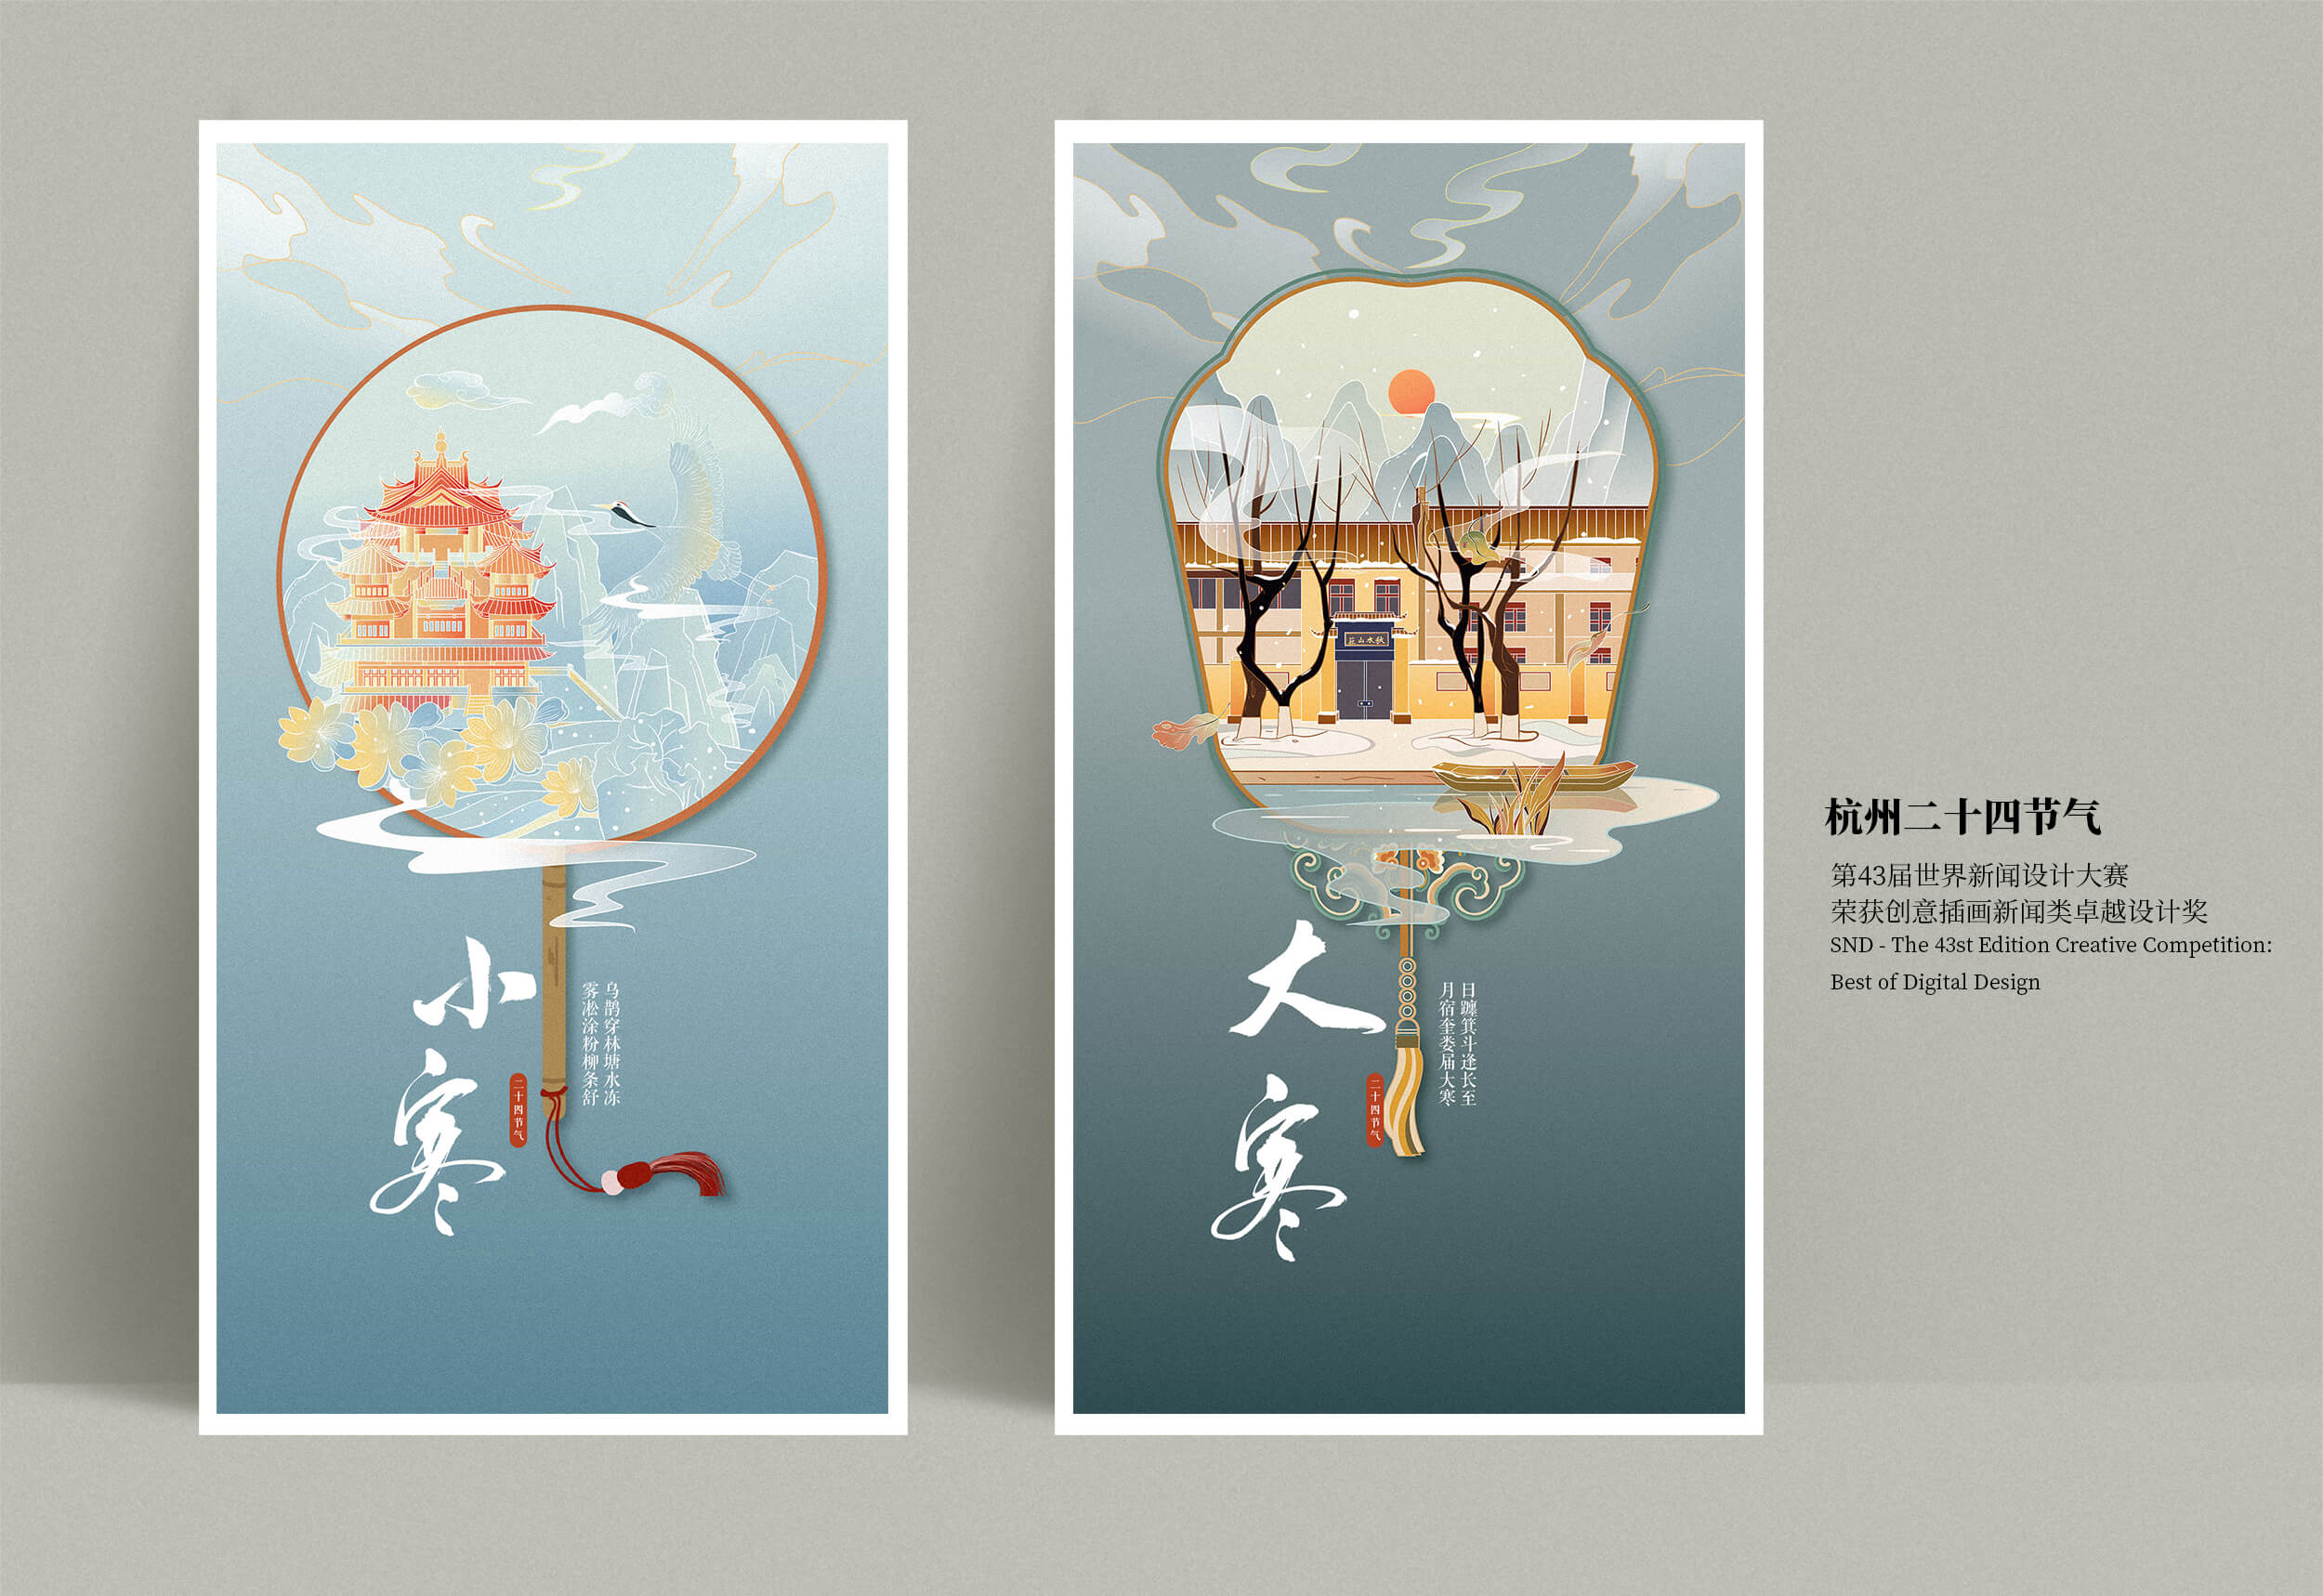 小寒
二十四节气
乌鹊穿林塘水冻
雾凇涂粉柳条舒
秋水山莊
大寒
二十四节气
日躔箕斗逢长至
月宿奎娄届大寒
杭州二十四节气
第43届世界新闻设计大赛
荣获创意插画新闻类卓越设计奖
SND - The 43st Edition Creative Competition:
Best of Digital Design